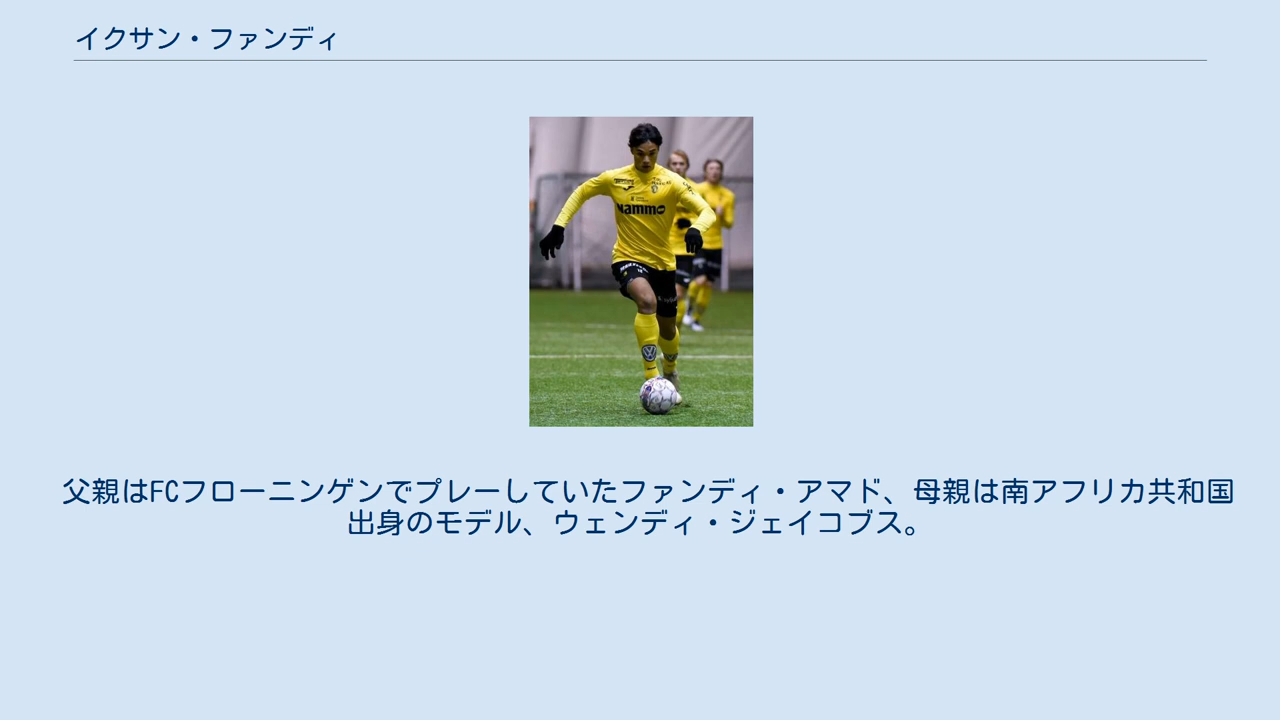 イクサン・ファンディ
nammo
父親はFCフローニンゲンでプレーしていたファンディ・アマド、母親は南アフリカ共和国
出身のモデル、ウェンディ・ジェイコブス。